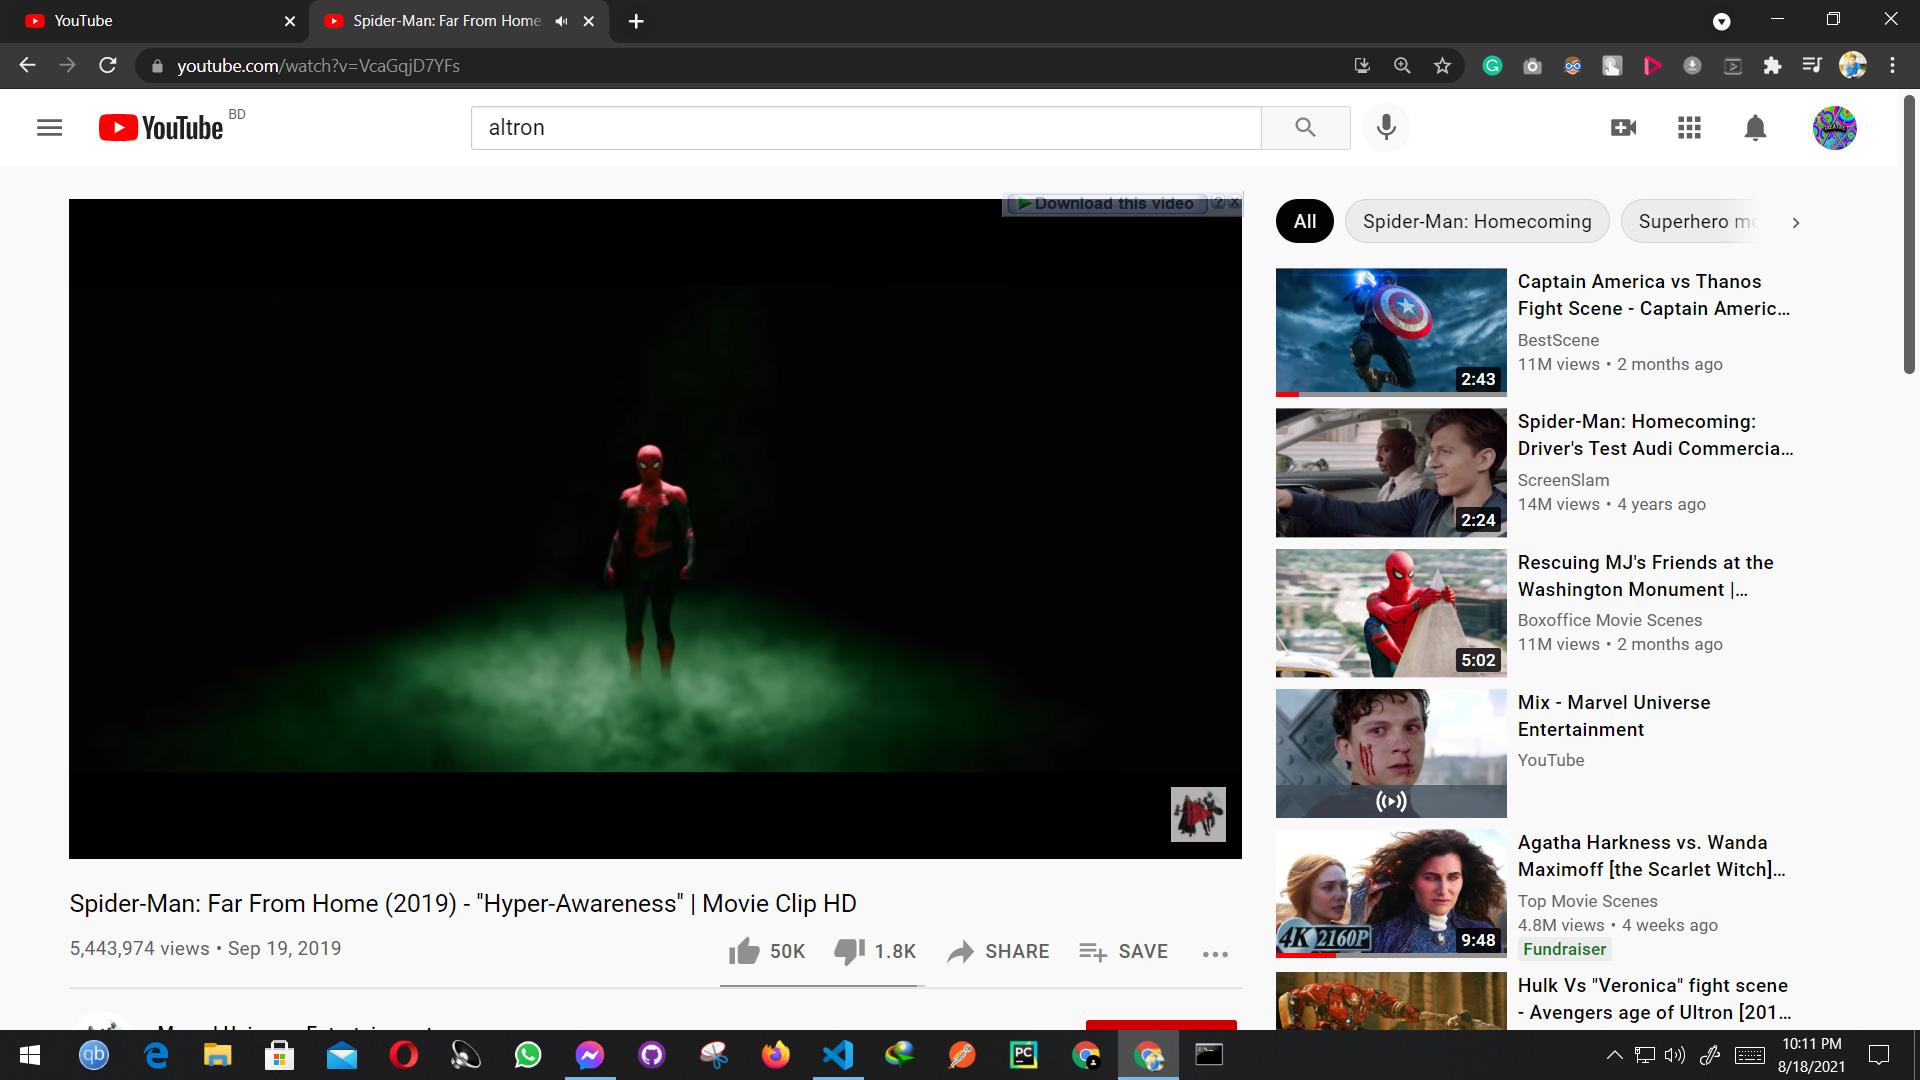 YouTube
Spider-Man: Far From Home
youtube.com/watch?v=VcaGqjD7YFs
YouTube BD
altron
Download this video
All
Spider-Man: Homecoming
Superhero
Captain America vs Thanos
Fight Scene - Captain Americ...
BestScene
11M views • 2 months ago
2:43
Spider-Man: Homecoming:
Driver's Test Audi Commercia...
ScreenSlam
14M views • 4 years ago
2:24
Rescuing MJ's Friends at the
Washington Monument |...
Boxoffice Movie Scenes
11M views • 2 months ago
5:02
Mix - Marvel Universe
Entertainment
YouTube
Agatha Harkness vs. Wanda
Maximoff [the Scarlet Witch]...
Top Movie Scenes
4.8M views • 4 weeks ago
Fundraiser
4K 2160P
9:48
Hulk Vs "Veronica" fight scene
- Avengers age of Ultron [201...
Spider-Man: Far From Home (2019) - "Hyper-Awareness" | Movie Clip HD
5,443,974 views • Sep 19, 2019
50K
1.8K
SHARE
SAVE
qb
PC
10:11 PM
8/18/2021